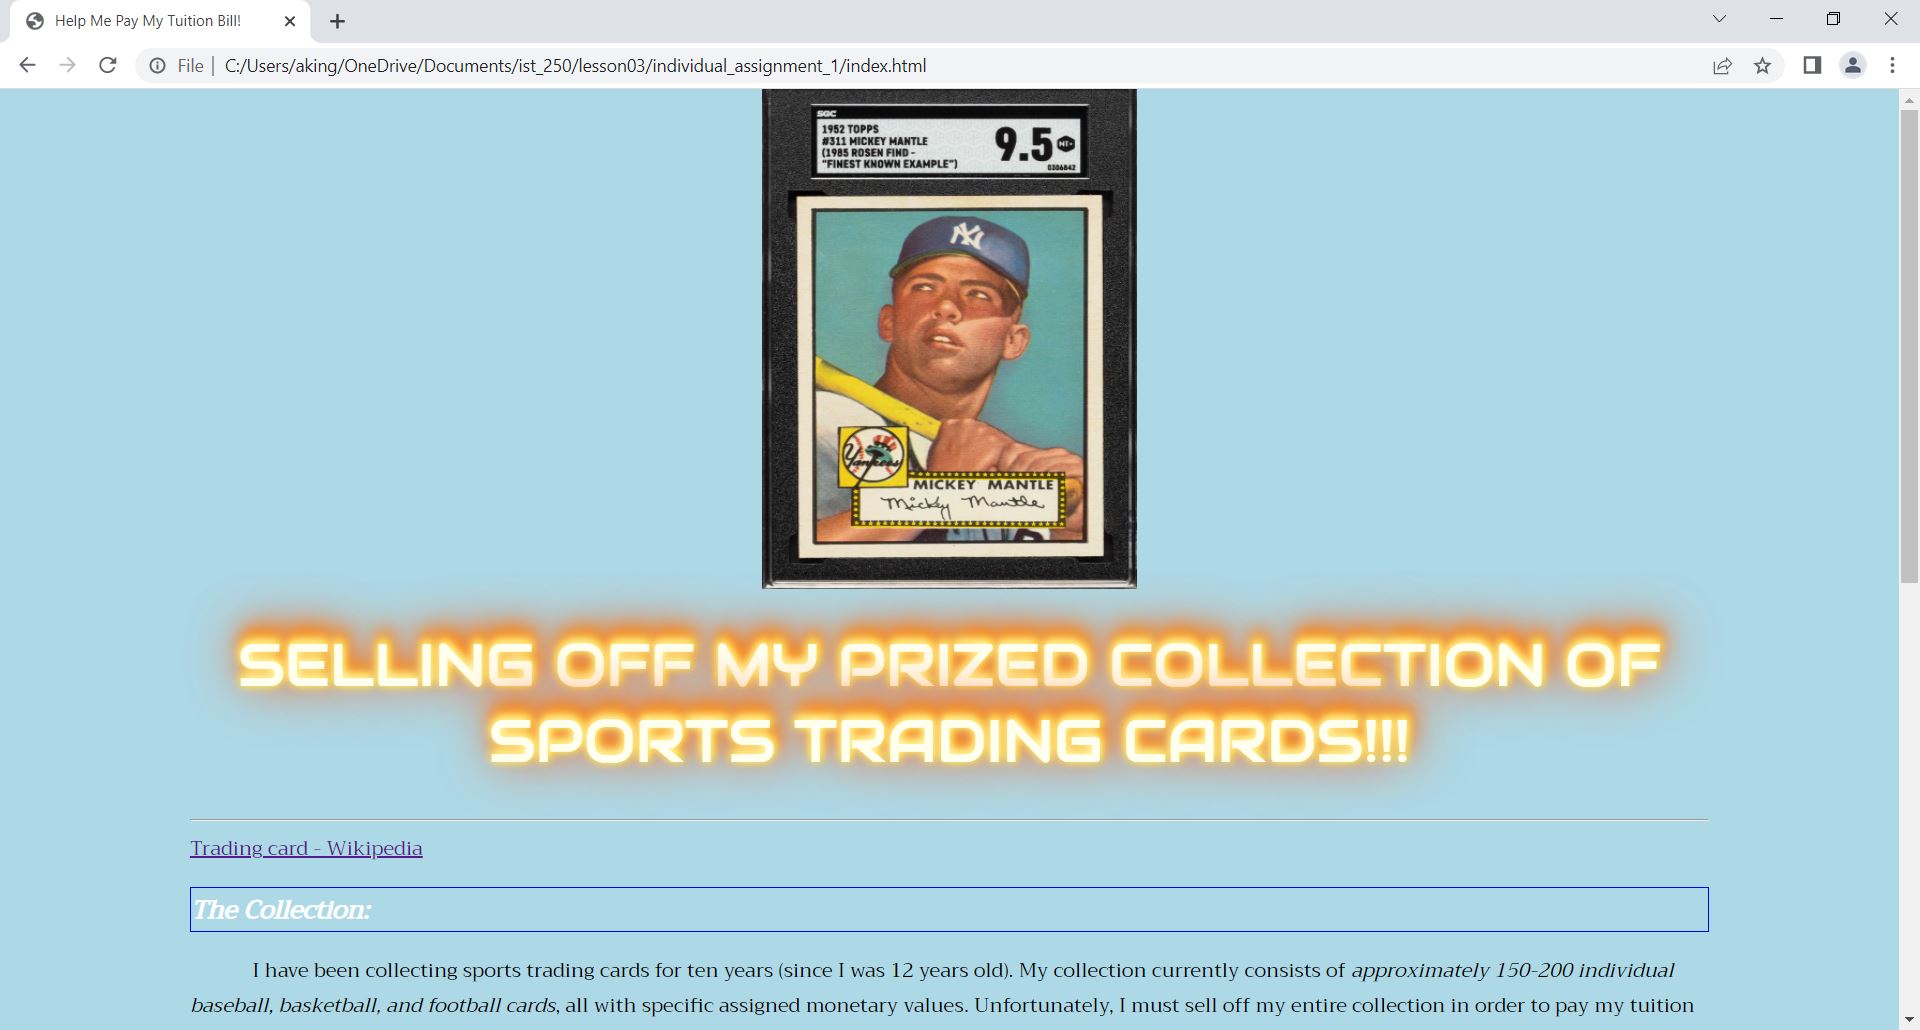 Help Me Pay My Tuition Bill!
File | C:/Users/aking/OneDrive/Documents/ist_250/lesson03/individual_assignment_1/index.html
SGC
1952 TOPPS
#311 MICKEY MANTLE
(1985 ROSEN FIND -
"FINEST KNOWN EXAMPLE")
9.5
MT+
0306842
NY
Yankees
MICKEY MANTLE
Mickey Mantle
SELLING OFF MY PRIZED COLLECTION OF
SPORTS TRADING CARDS!!!
Trading card - Wikipedia
The Collection:
I have been collecting sports trading cards for ten years (since I was 12 years old). My collection currently consists of approximately 150-200 individual
baseball, basketball, and football cards, all with specific assigned monetary values. Unfortunately, I must sell off my entire collection in order to pay my tuition